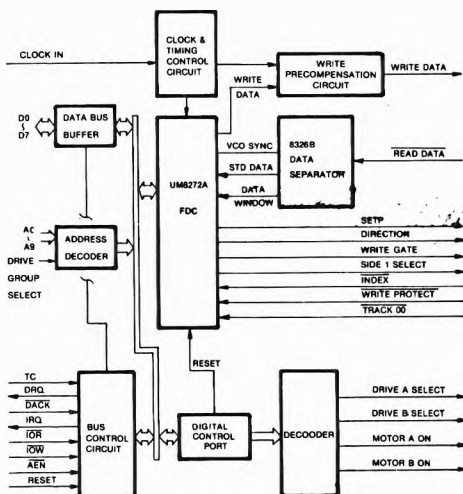 CLOCK &
TIMING
CONTROL
CIRCUIT
CLOCK IN
WRITE
PRECOMPENSATION
CIRCUIT
WRITE DATA
WRITE
DATA
D0
D7
DATA BUS
BUFFER
UM8272A
FDC
VCO SYNC
STD DATA
DATA
WINDOW
8326B
DATA
SEPARATOR
READ DATA
A0
A9
DRIVE
GROUP
SELECT
ADDRESS
DECODER
SETP
DIRECTION
WRITE GATE
SIDE 1 SELECT
INDEX
WRITE PROTECT
TRACK 00
RESET
TC
DRQ
DACK
IRQ
IOR
IOW
AEN
RESET
BUS
CONTROL
CIRCUIT
DIGITAL
CONTROL
PORT
DECOODER
DRIVE A SELECT
DRIVE B SELECT
MOTOR A ON
MOTOR B ON